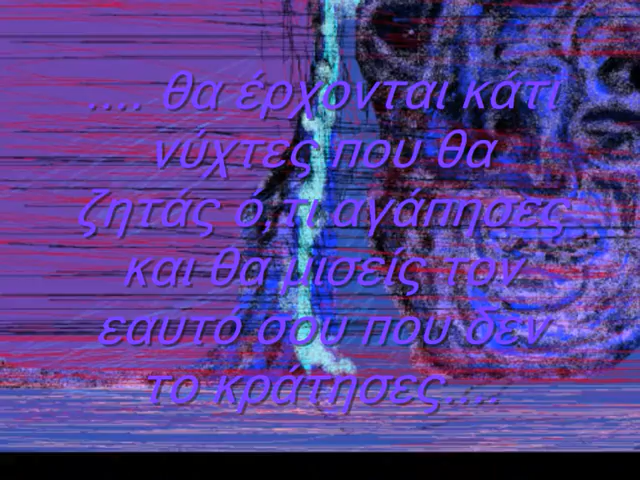 .... θα έρχονται κάτι
νύχτες που θα
ζητάς ό,τι αγάπησες
και θα μισείς τον
εαυτό σου που δεν
το κράτησες....